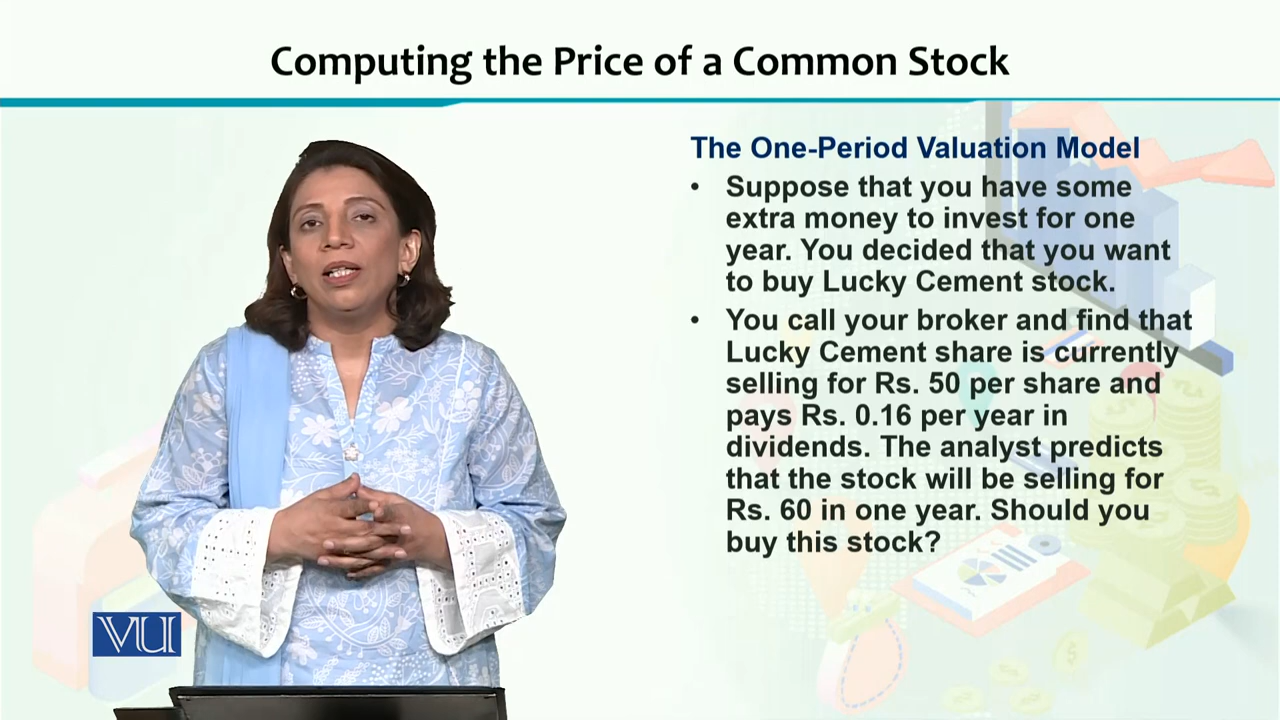 Computing the Price of a Common Stock
The One-Period Valuation Model
• Suppose that you have some
extra money to invest for one
year. You decided that you want
to buy Lucky Cement stock.
• You call your broker and find that
Lucky Cement share is currently
selling for Rs. 50 per share and
pays Rs. 0.16 per year in
dividends. The analyst predicts
that the stock will be selling for
Rs. 60 in one year. Should you
buy this stock?
VU